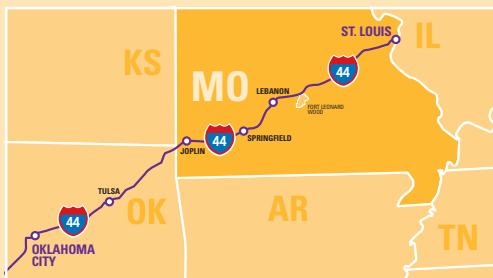 ST. LOUIS
IL
KS
44
MO
LEBANON
FORT LEONARD
WOOD
44
SPRINGFIELD
JOPLIN
TULSA
OK
AR
44
TN
OKLAHOMA
CITY